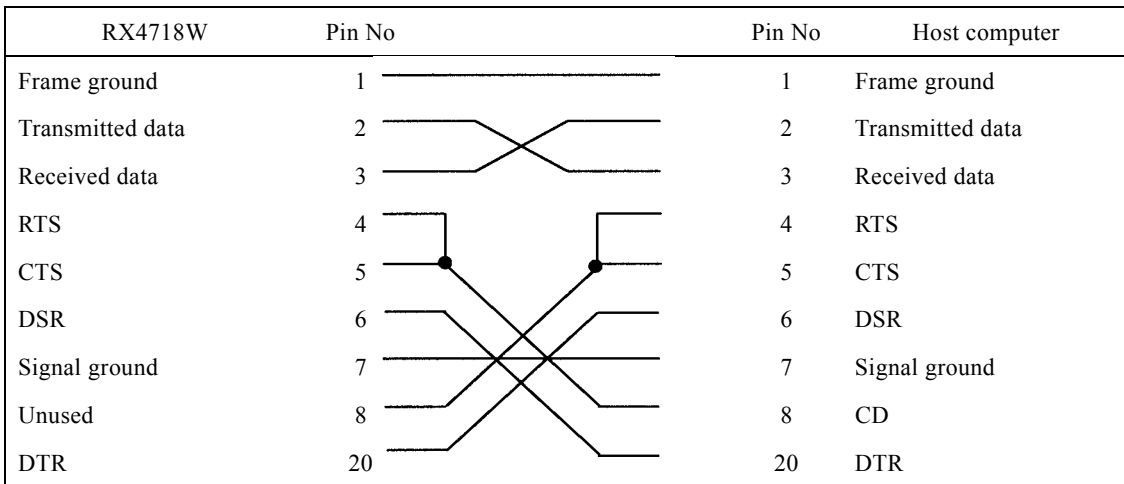 RX4718W Pin No Pin No Host computer
Frame ground 1 1 Frame ground
Transmitted data 2 2 Transmitted data
Received data 3 3 Received data
RTS 4 4 RTS
CTS 5 5 CTS
DSR 6 6 DSR
Signal ground 7 7 Signal ground
Unused 8 8 CD
DTR 20 20 DTR